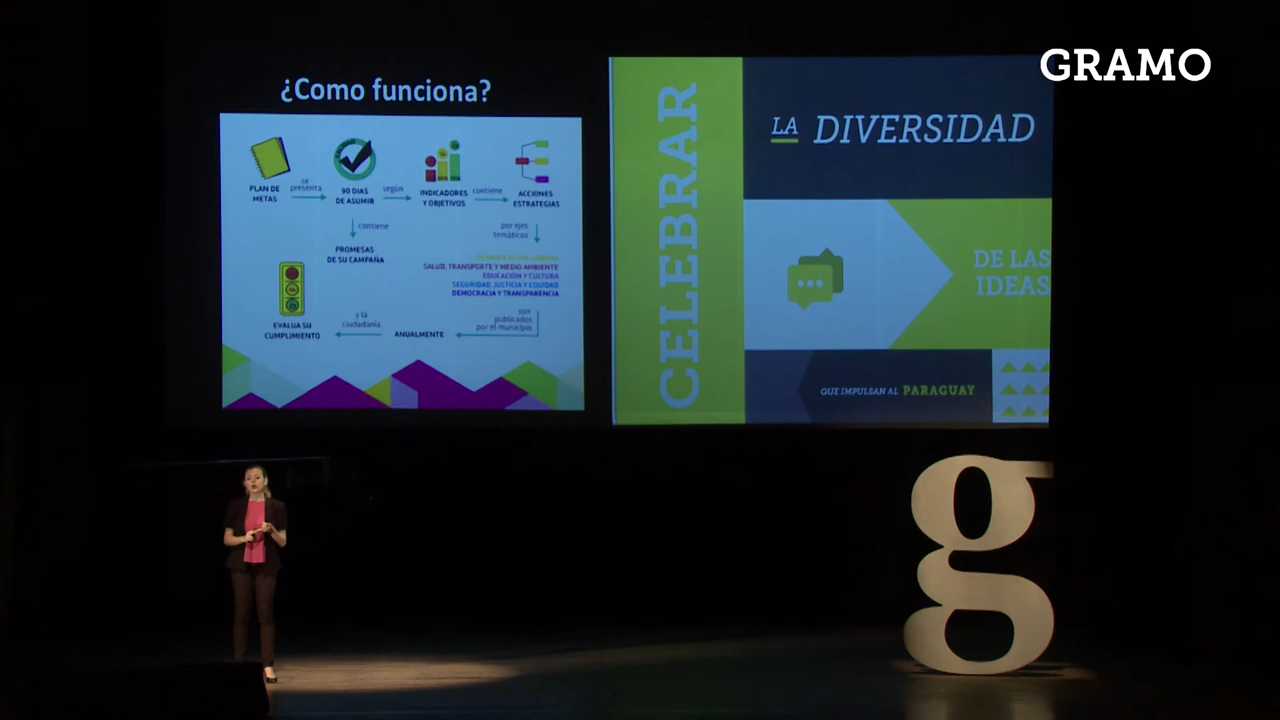 GRAMO
¿Como funciona?
PLAN DE
METAS
se
presenta
90 DIAS
DE ASUMIR
según
INDICADORES
Y OBJETIVOS
contiene
ACCIONES
ESTRATEGIAS
contiene
PROMESAS
DE SU CAMPAÑA
por ejes
temáticos
SALUD, TRANSPORTE Y MEDIO AMBIENTE
EDUCACIÓN Y CULTURA
SEGURIDAD, JUSTICIA Y EQUIDAD
DEMOCRACIA Y TRANSPARENCIA
son
publicados
por el municipio
ANUALMENTE
y la
ciudadanía
EVALUA SU
CUMPLIMIENTO
CELEBRAR
LA DIVERSIDAD
DE LAS
IDEAS
QUE IMPULSAN AL PARAGUAY
g